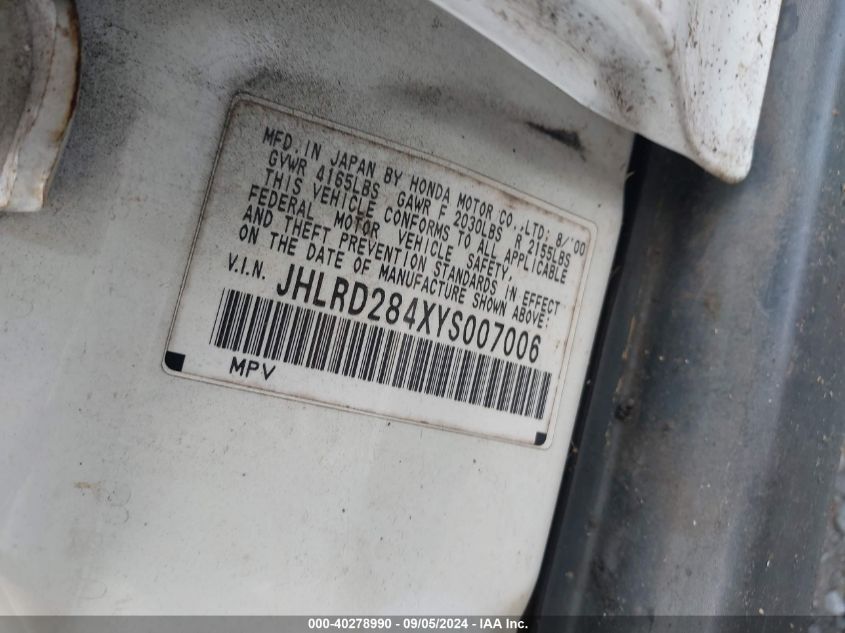 MFD. IN JAPAN BY HONDA MOTOR CO., LTD; 8/'00
GVWR 4165LBS GAWR F 2030LBS R 2155LBS
THIS VEHICLE CONFORMS TO ALL APPLICABLE
FEDERAL MOTOR VEHICLE SAFETY,
AND THEFT PREVENTION STANDARDS IN EFFECT
ON THE DATE OF MANUFACTURE SHOWN ABOVE;
V.I.N. JHLRD284XYS007006
MPV
000-40278990 - 09/05/2024 - IAA Inc.